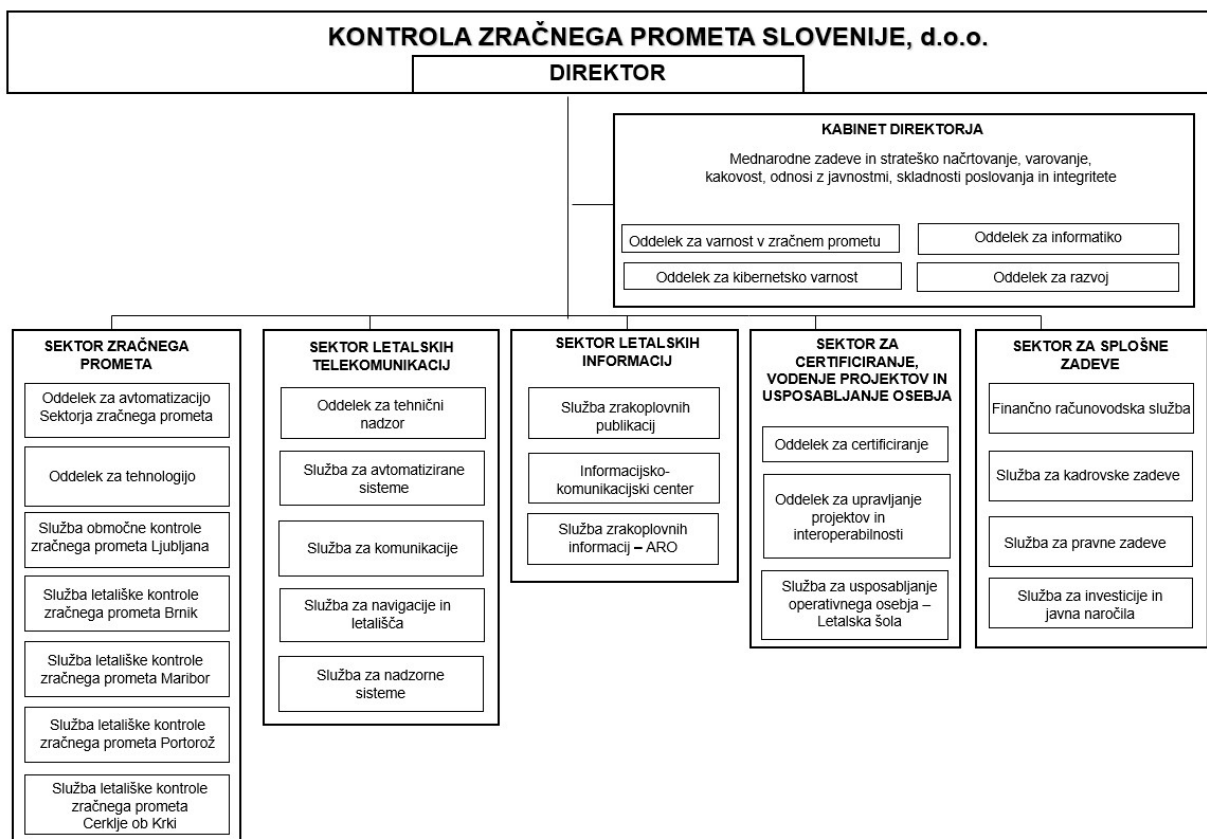 KONTROLA ZRAČNEGA PROMETA SLOVENIJE, d.o.o.
DIREKTOR
KABINET DIREKTORJA
Mednarodne zadeve in strateško načrtovanje, varovanje,
kakovost, odnosi z javnostmi, skladnosti poslovanja in integritete
Oddelek za varnost v zračnem prometu
Oddelek za informatiko
Oddelek za kibernetsko varnost
Oddelek za razvoj
SEKTOR ZRAČNEGA
PROMETA
Oddelek za avtomatizacijo
Sektorja zračnega prometa
Oddelek za tehnologijo
Služba območne kontrole
zračnega prometa Ljubljana
Služba letališke kontrole
zračnega prometa Brnik
Služba letališke kontrole
zračnega prometa Maribor
Služba letališke kontrole
zračnega prometa Portorož
Služba letališke kontrole
zračnega prometa
Cerklje ob Krki
SEKTOR LETALSKIH
TELEKOMUNIKACIJ
Oddelek za tehnični
nadzor
Služba za avtomatizirane
sisteme
Služba za komunikacije
Služba za navigacije in
letališča
Služba za nadzorne
sisteme
SEKTOR LETALSKIH
INFORMACIJ
Služba zrakoplovnih
publikacij
Informacijsko-
komunikacijski center
Služba zrakoplovnih
informacij – ARO
SEKTOR ZA
CERTIFICIRANJE,
VODENJE PROJEKTOV IN
USPOSABLJANJE OSEBJA
Oddelek za certificiranje
Oddelek za upravljanje
projektov in
interoperabilnosti
Služba za usposabljanje
operativnega osebja –
Letalska šola
SEKTOR ZA SPLOŠNE
ZADEVE
Finančno računovodska služba
Služba za kadrovske zadeve
Služba za pravne zadeve
Služba za investicije in
javna naročila